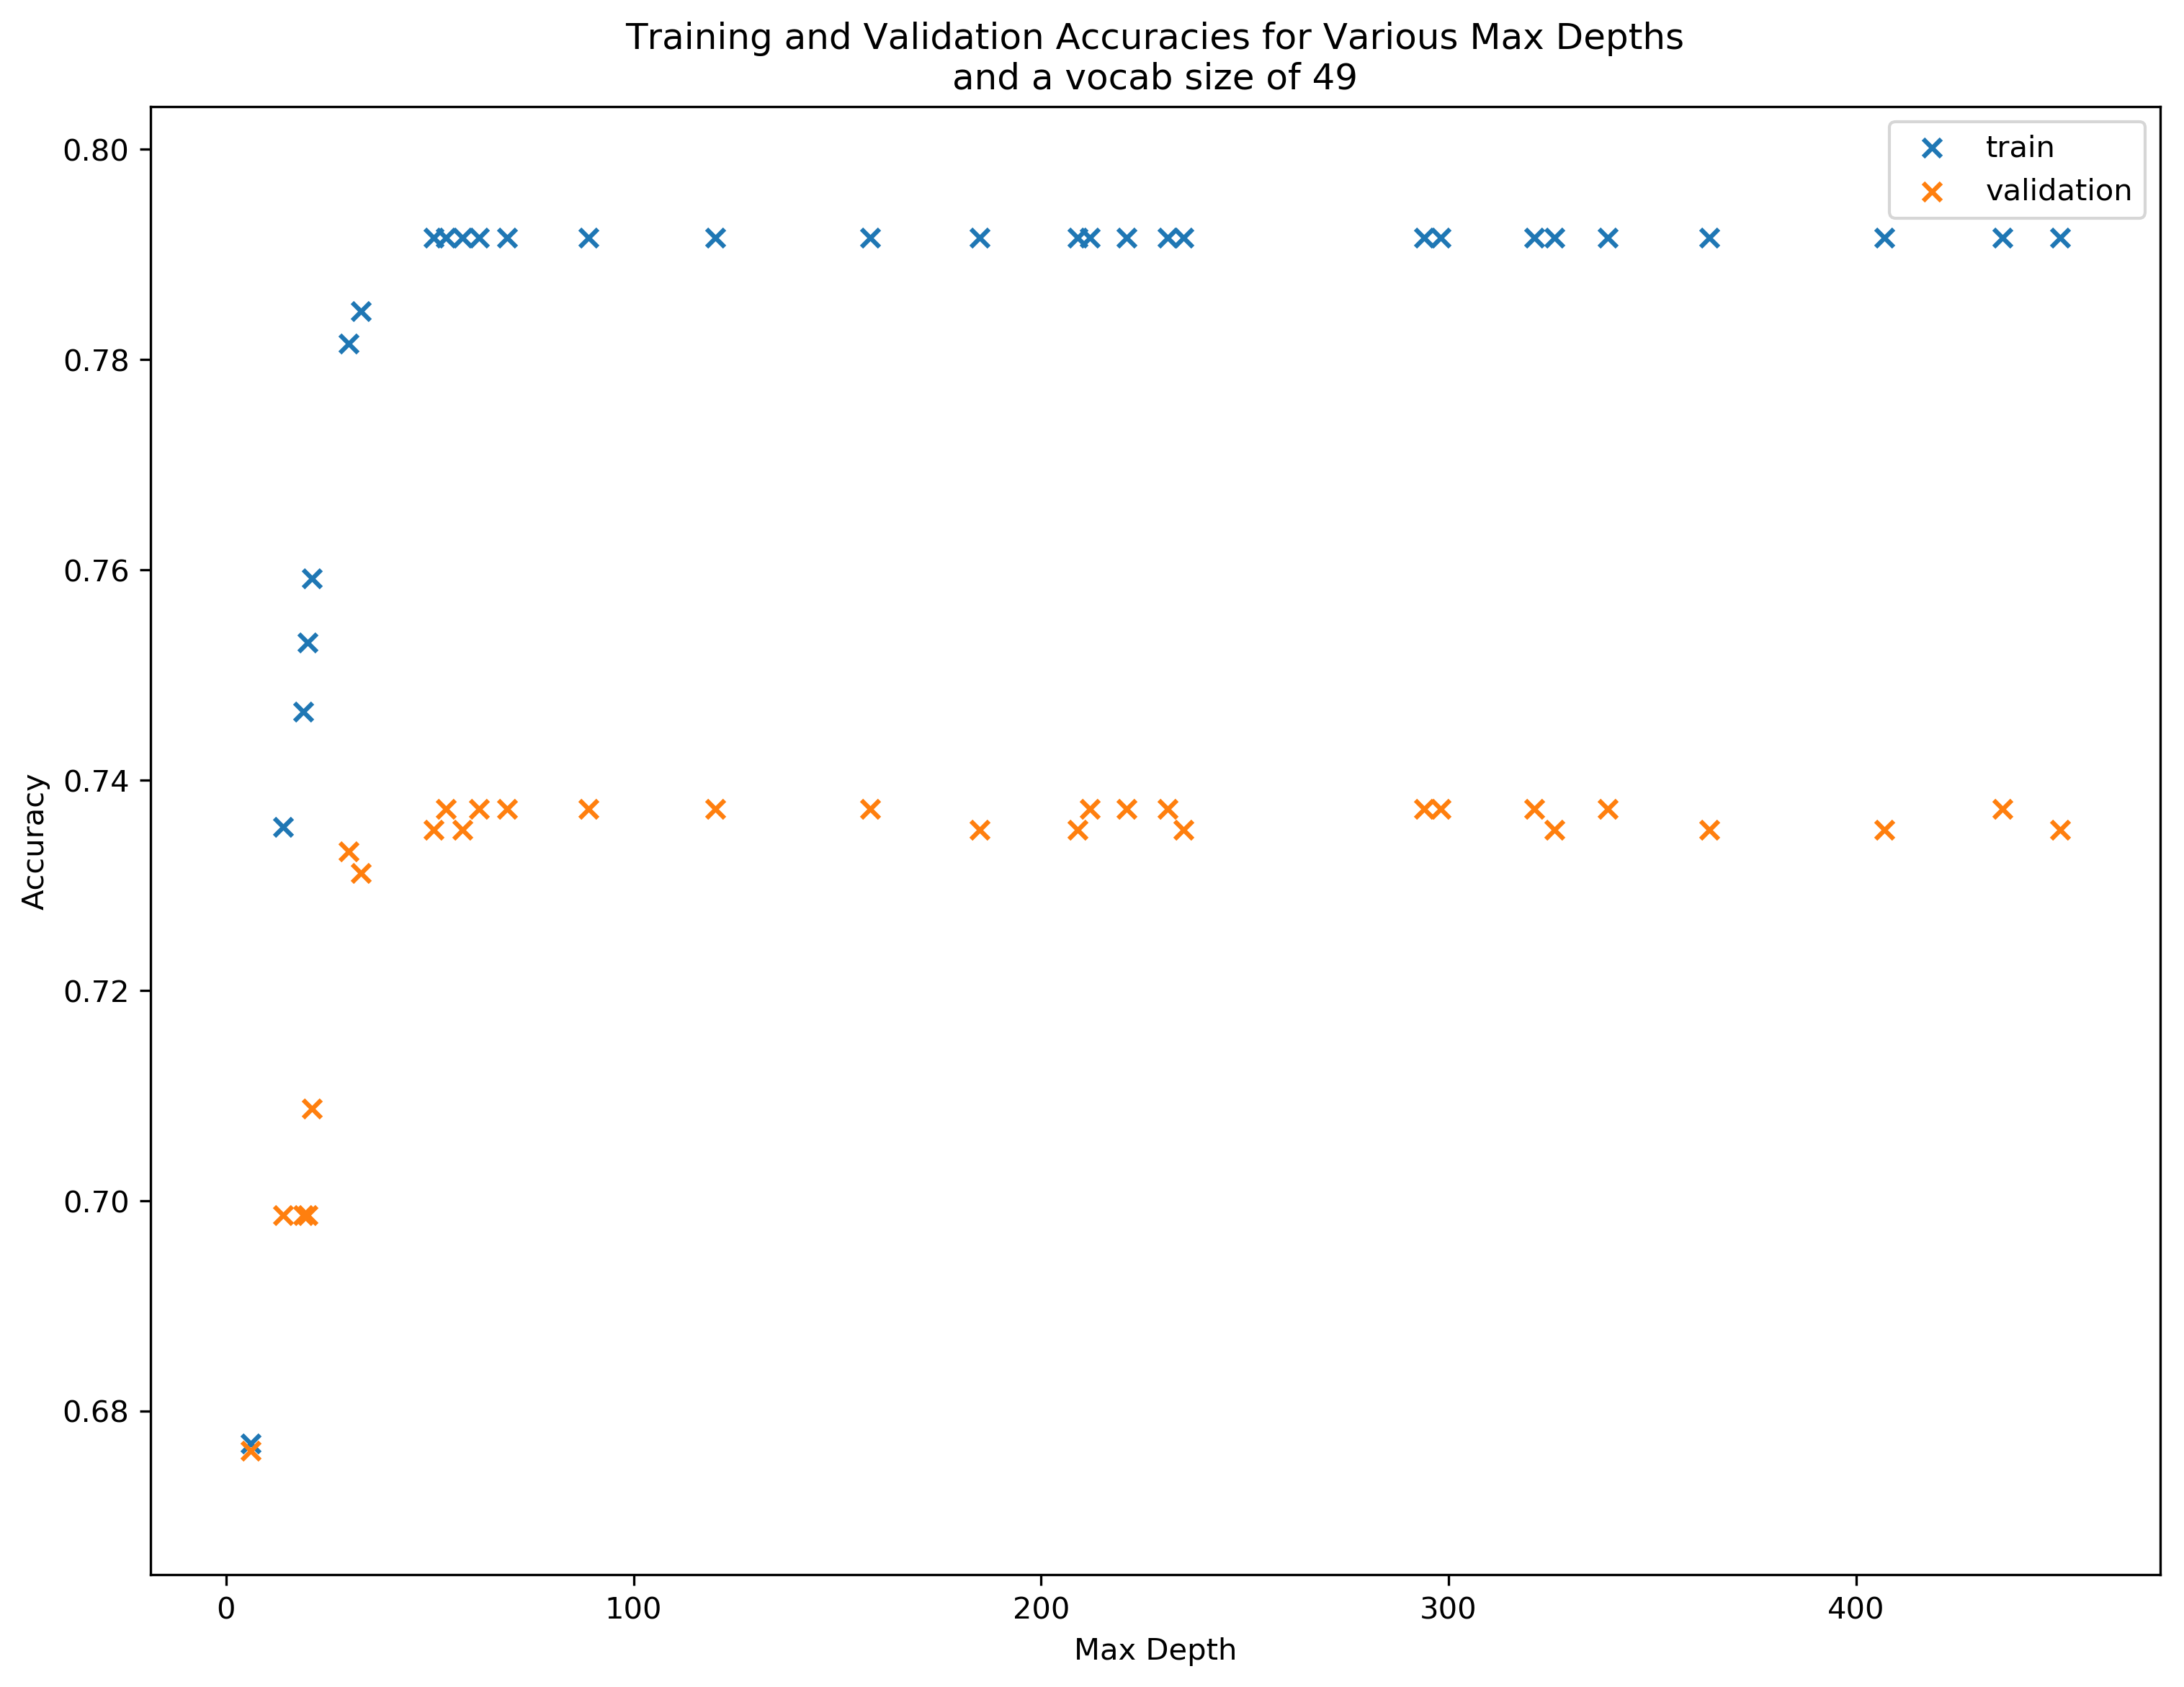 Training and Validation Accuracies for Various Max Depths
and a vocab size of 49
train
validation
0.80
0.78
0.76
0.74
0.72
0.70
0.68
Accuracy
0
100
200
300
400
Max Depth